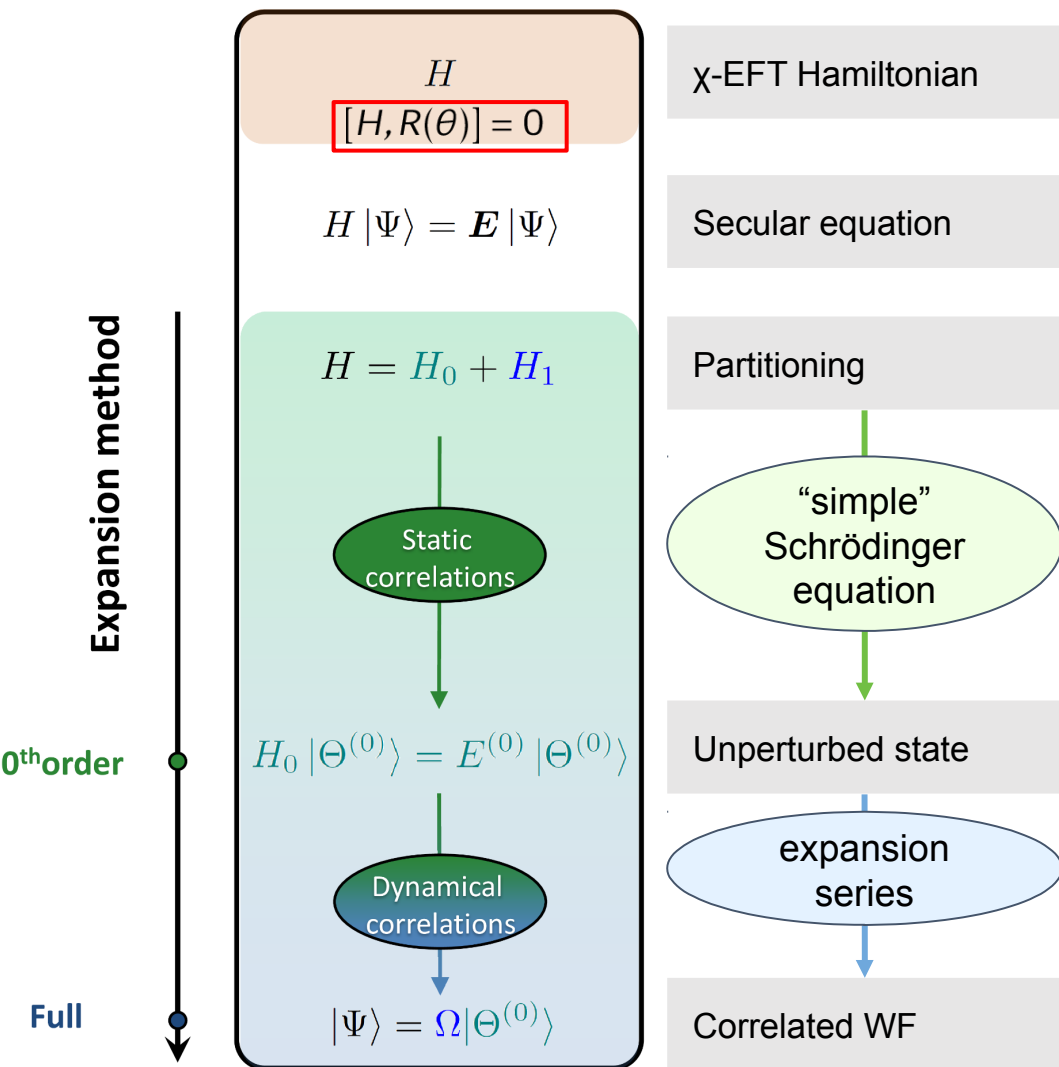 H
χ-EFT Hamiltonian
[H, R(θ)] = 0
H |Ψ⟩ = E |Ψ⟩
Secular equation
Expansion method
H = H₀ + H₁
Partitioning
Static
correlations
“simple”
Schrödinger
equation
0ᵗʰorder
H₀ |Θ⁽⁰⁾⟩ = E⁽⁰⁾ |Θ⁽⁰⁾⟩
Unperturbed state
Dynamical
correlations
expansion
series
Full
|Ψ⟩ = Ω|Θ⁽⁰⁾⟩
Correlated WF